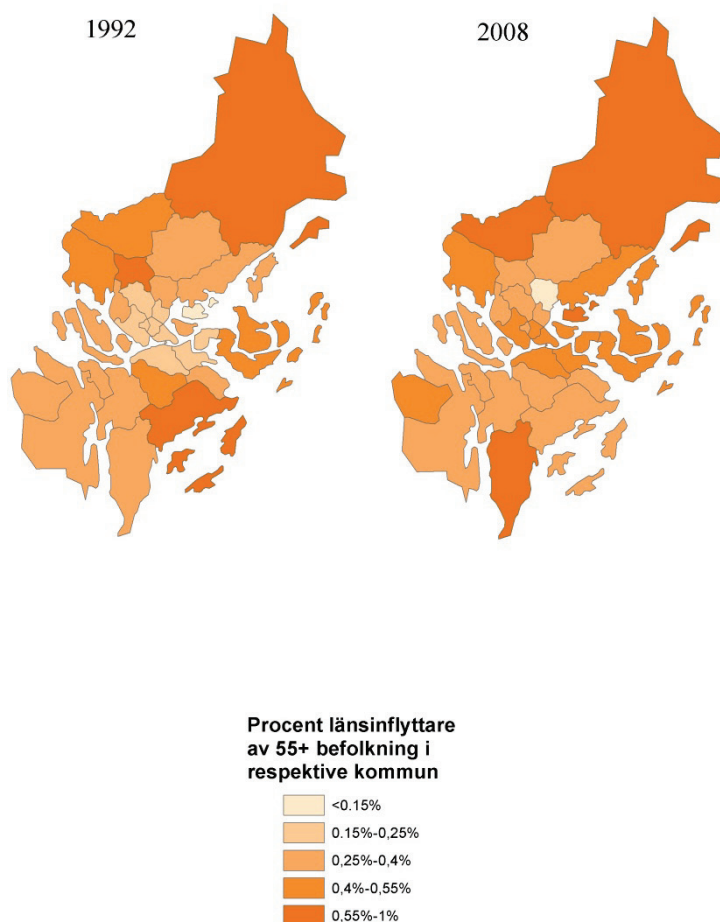 1992
2008
Procent länsinflyttare
av 55+ befolkning i
respektive kommun
<0.15%
0.15%-0,25%
0,25%-0,4%
0,4%-0,55%
0,55%-1%